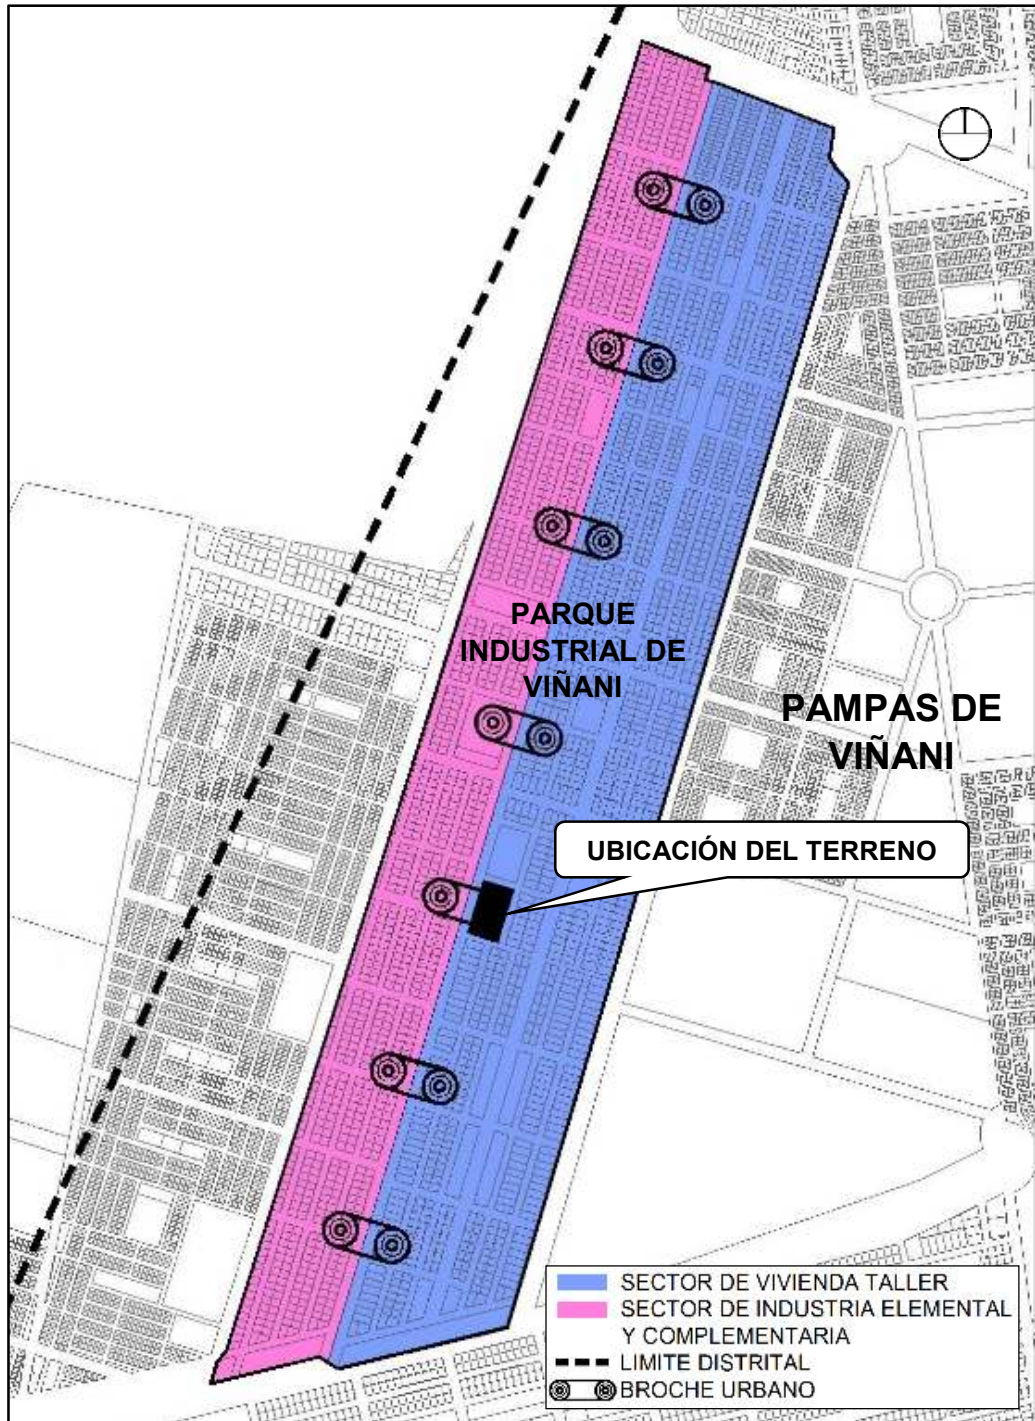 PARQUE
INDUSTRIAL DE
VIÑANI
PAMPAS DE
VIÑANI
UBICACIÓN DEL TERRENO
SECTOR DE VIVIENDA TALLER
SECTOR DE INDUSTRIA ELEMENTAL
Y COMPLEMENTARIA
LIMITE DISTRITAL
BROCHE URBANO